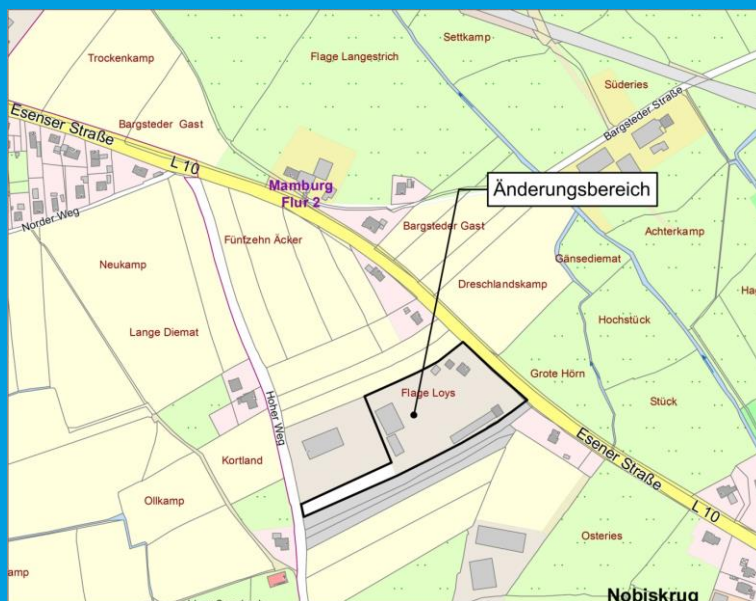 Settkamp
Trockenkamp
Flage Langestrich
Süderies
Esenser Straße
Bargsteder Gast
Bargsteder Straße
L 10
Mamburg
Flur 2
Änderungsbereich
Norder Weg
Fünfzehn Äcker
Bargsteder Gast
Achterkamp
Gänsediemat
Neukamp
Dreschlandskamp
Hochstück
Lange Diemat
Grote Hörn
Flage Loys
Stück
Hoher Weg
Kortland
Esener Straße
L 10
Ollkamp
Osteries
Nobiskrug